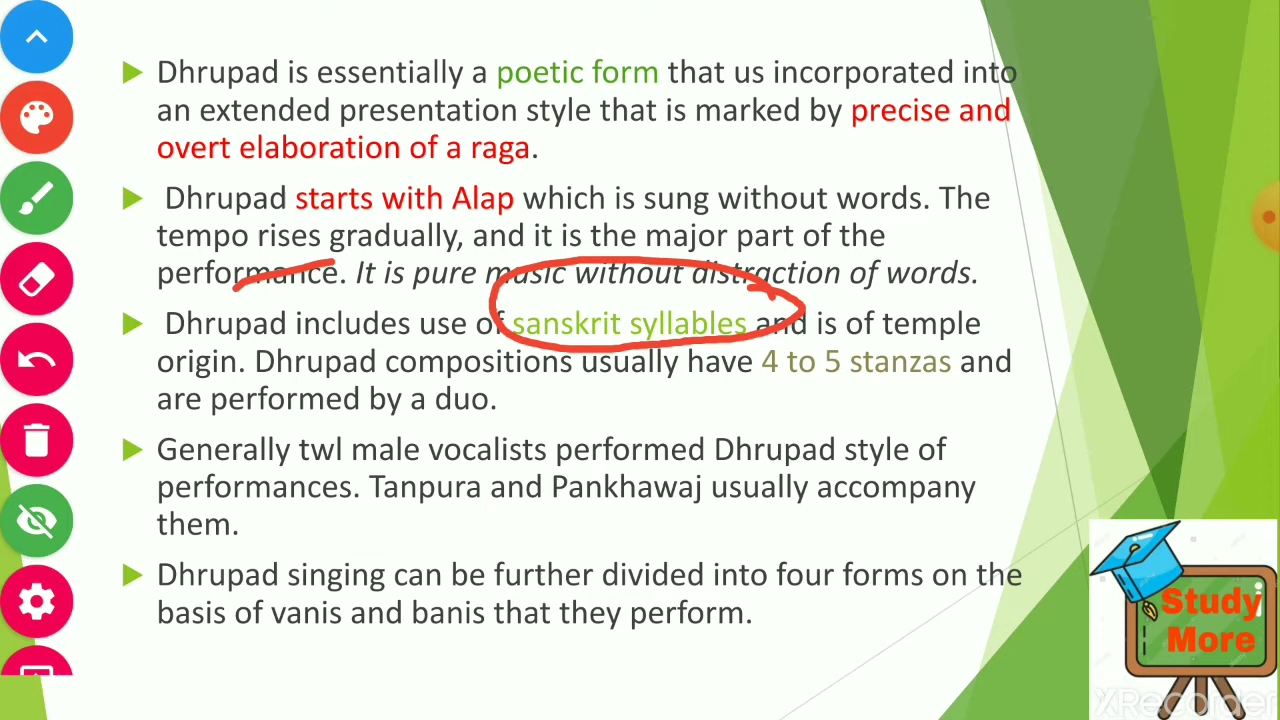 Dhrupad is essentially a poetic form that us incorporated into
an extended presentation style that is marked by precise and
overt elaboration of a raga.
Dhrupad starts with Alap which is sung without words. The
tempo rises gradually, and it is the major part of the
performance. It is pure music without distraction of words.
Dhrupad includes use of sanskrit syllables and is of temple
origin. Dhrupad compositions usually have 4 to 5 stanzas and
are performed by a duo.
Generally twl male vocalists performed Dhrupad style of
performances. Tanpura and Pankhawaj usually accompany
them.
Dhrupad singing can be further divided into four forms on the
basis of vanis and banis that they perform.
Study
More
XRecorder